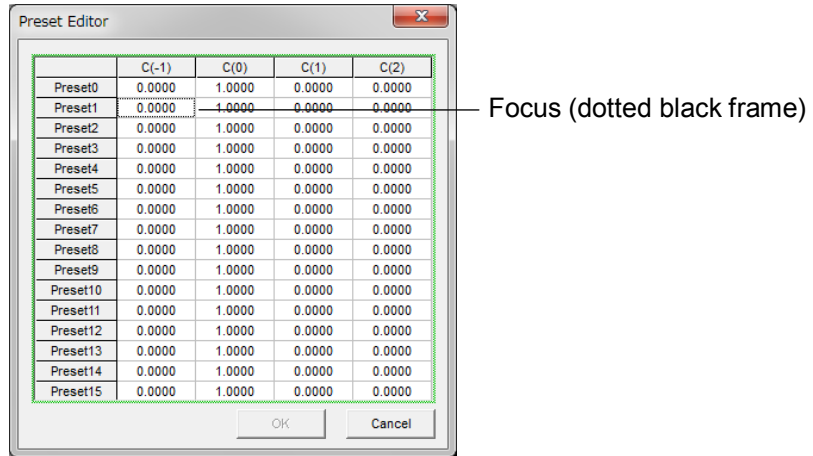 Preset Editor
C(-1) C(0) C(1) C(2)
Preset0 0.0000 1.0000 0.0000 0.0000
Preset1 0.0000 1.0000 0.0000 0.0000 Focus (dotted black frame)
Preset2 0.0000 1.0000 0.0000 0.0000
Preset3 0.0000 1.0000 0.0000 0.0000
Preset4 0.0000 1.0000 0.0000 0.0000
Preset5 0.0000 1.0000 0.0000 0.0000
Preset6 0.0000 1.0000 0.0000 0.0000
Preset7 0.0000 1.0000 0.0000 0.0000
Preset8 0.0000 1.0000 0.0000 0.0000
Preset9 0.0000 1.0000 0.0000 0.0000
Preset10 0.0000 1.0000 0.0000 0.0000
Preset11 0.0000 1.0000 0.0000 0.0000
Preset12 0.0000 1.0000 0.0000 0.0000
Preset13 0.0000 1.0000 0.0000 0.0000
Preset14 0.0000 1.0000 0.0000 0.0000
Preset15 0.0000 1.0000 0.0000 0.0000
OK Cancel